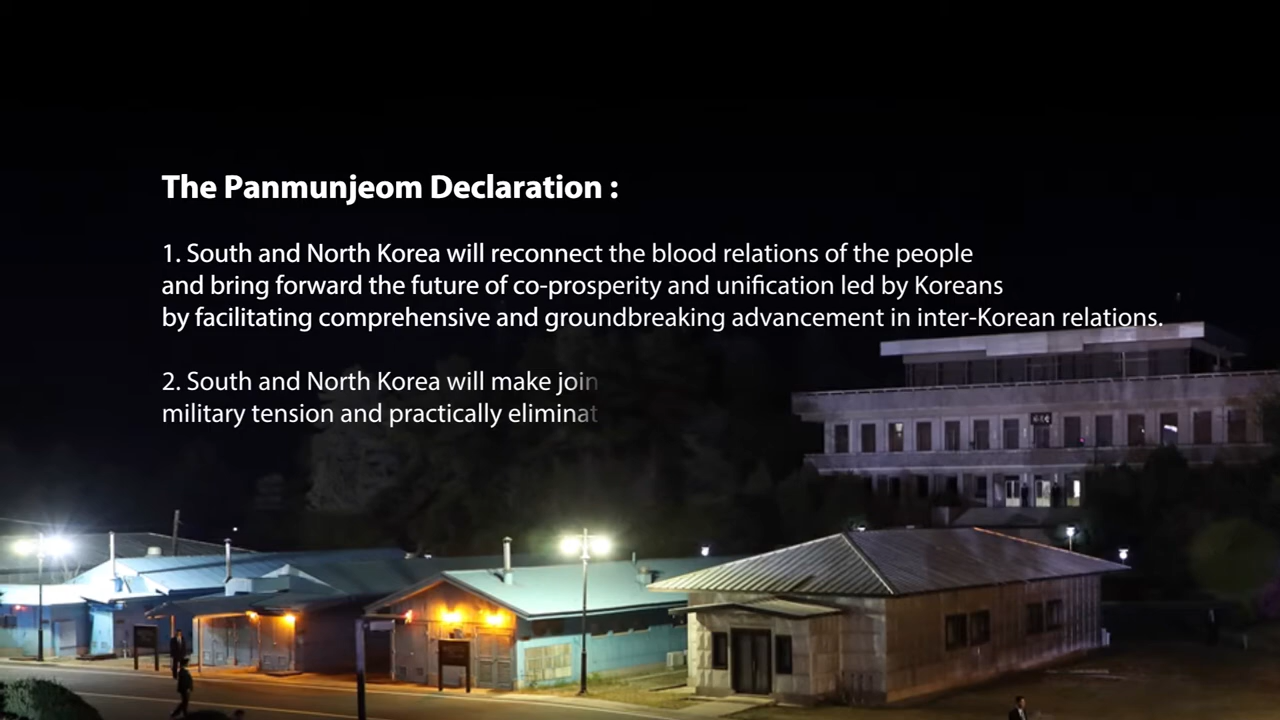 The Panmunjeom Declaration :
1. South and North Korea will reconnect the blood relations of the people
and bring forward the future of co-prosperity and unification led by Koreans
by facilitating comprehensive and groundbreaking advancement in inter-Korean relations.
2. South and North Korea will make join
military tension and practically eliminat